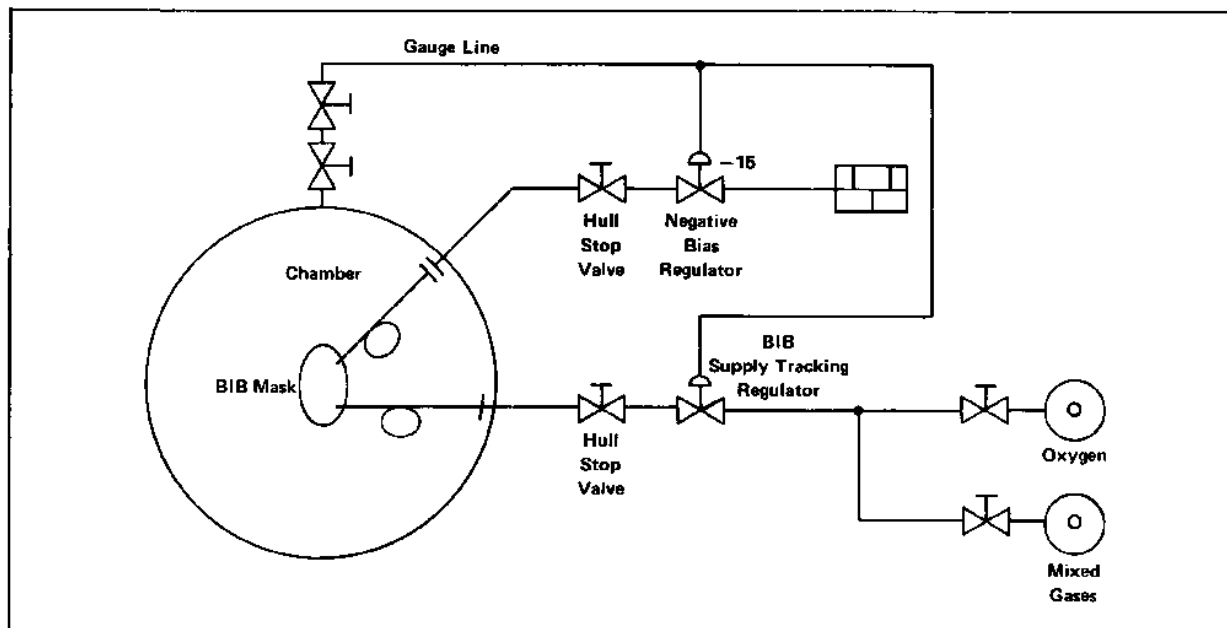 Gauge Line
−15
Hull
Stop
Valve
Negative
Bias
Regulator
Chamber
BIB
Supply Tracking
Regulator
BIB Mask
Hull
Stop
Valve
Oxygen
Mixed
Gases